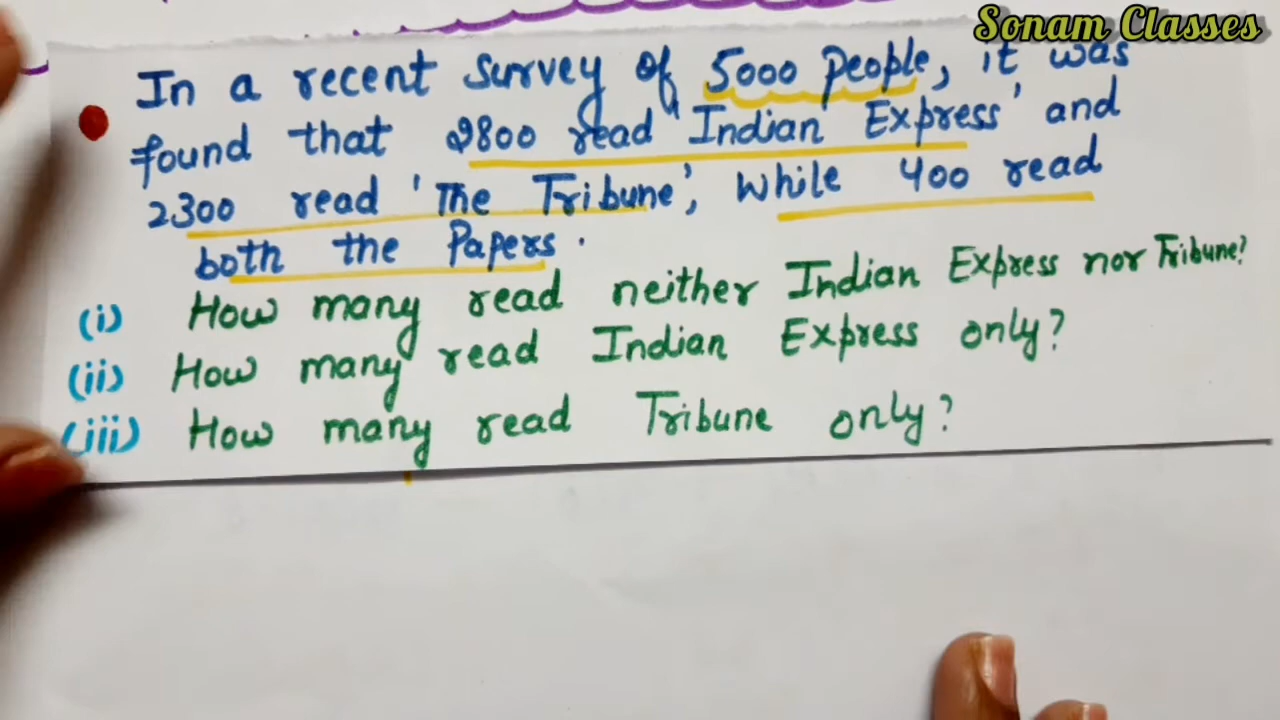 Sonam Classes
In a recent survey of 5000 people, it was
found that 2800 read 'Indian Express' and
2300 read 'The Tribune', while 400 read
both the Papers.
(i) How many read neither Indian Express nor Tribune?
(ii) How many read Indian Express only?
(iii) How many read Tribune only?